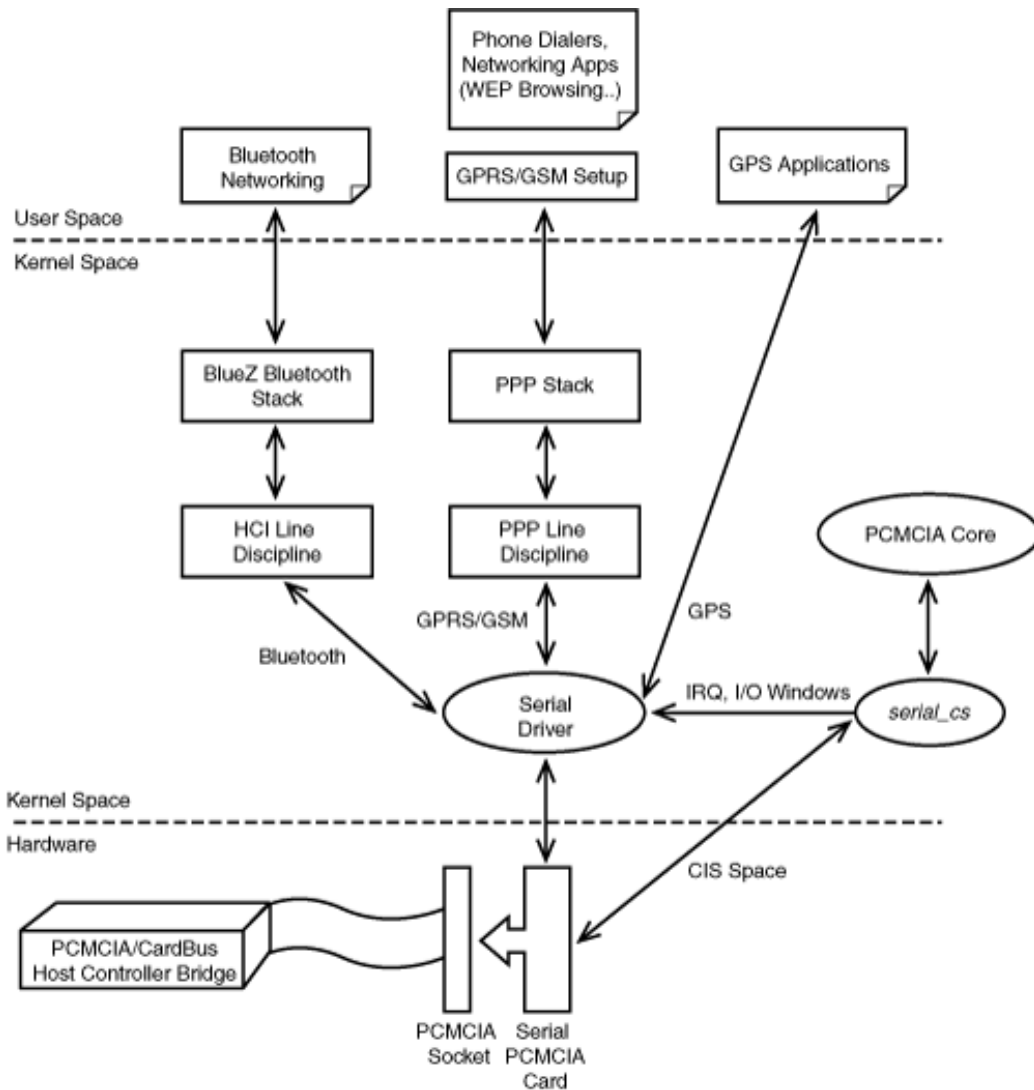 Phone Dialers,
Networking Apps
(WEP Browsing..)
Bluetooth
Networking
GPRS/GSM Setup
GPS Applications
User Space
Kernel Space
BlueZ Bluetooth
Stack
PPP Stack
HCI Line
Discipline
PPP Line
Discipline
PCMCIA Core
GPRS/GSM
GPS
Bluetooth
IRQ, I/O Windows
Serial
Driver
serial_cs
Kernel Space
Hardware
CIS Space
PCMCIA/CardBus
Host Controller Bridge
PCMCIA
Socket
Serial
PCMCIA
Card